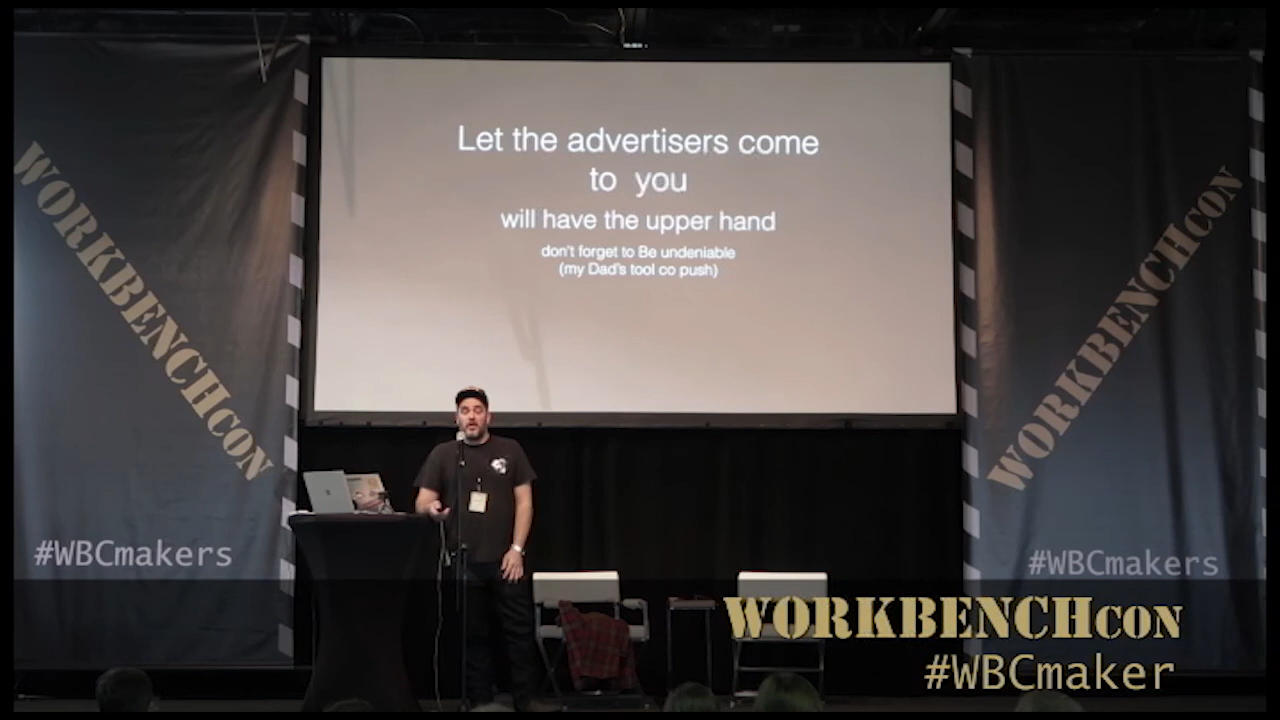 Let the advertisers come
to you
will have the upper hand
don't forget to Be undeniable
(my Dad's tool co push)
WORKBENCHCON
WORKBENCHCON
#WBCmakers
#WBCmakers
WORKBENCHCON
#WBCmaker